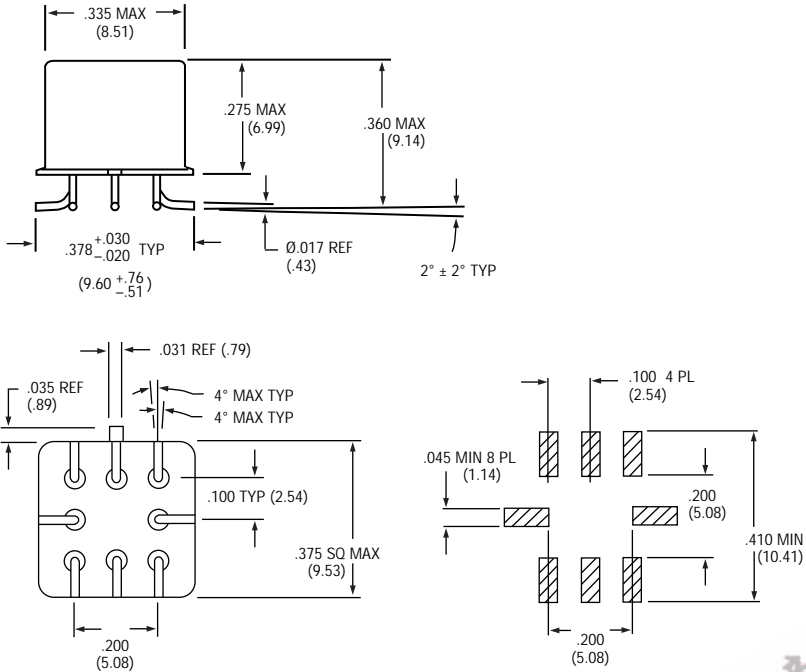 .335 MAX
(8.51)
.275 MAX
(6.99)
.360 MAX
(9.14)
.378 +.030 –.020 TYP
(9.60 +.76 –.51)
Ø.017 REF
(.43)
2° ± 2° TYP
.031 REF (.79)
.035 REF
(.89)
4° MAX TYP
4° MAX TYP
.100 TYP (2.54)
.375 SQ MAX
(9.53)
.200
(5.08)
.100 4 PL
(2.54)
.045 MIN 8 PL
(1.14)
.200
(5.08)
.410 MIN
(10.41)
.200
(5.08)